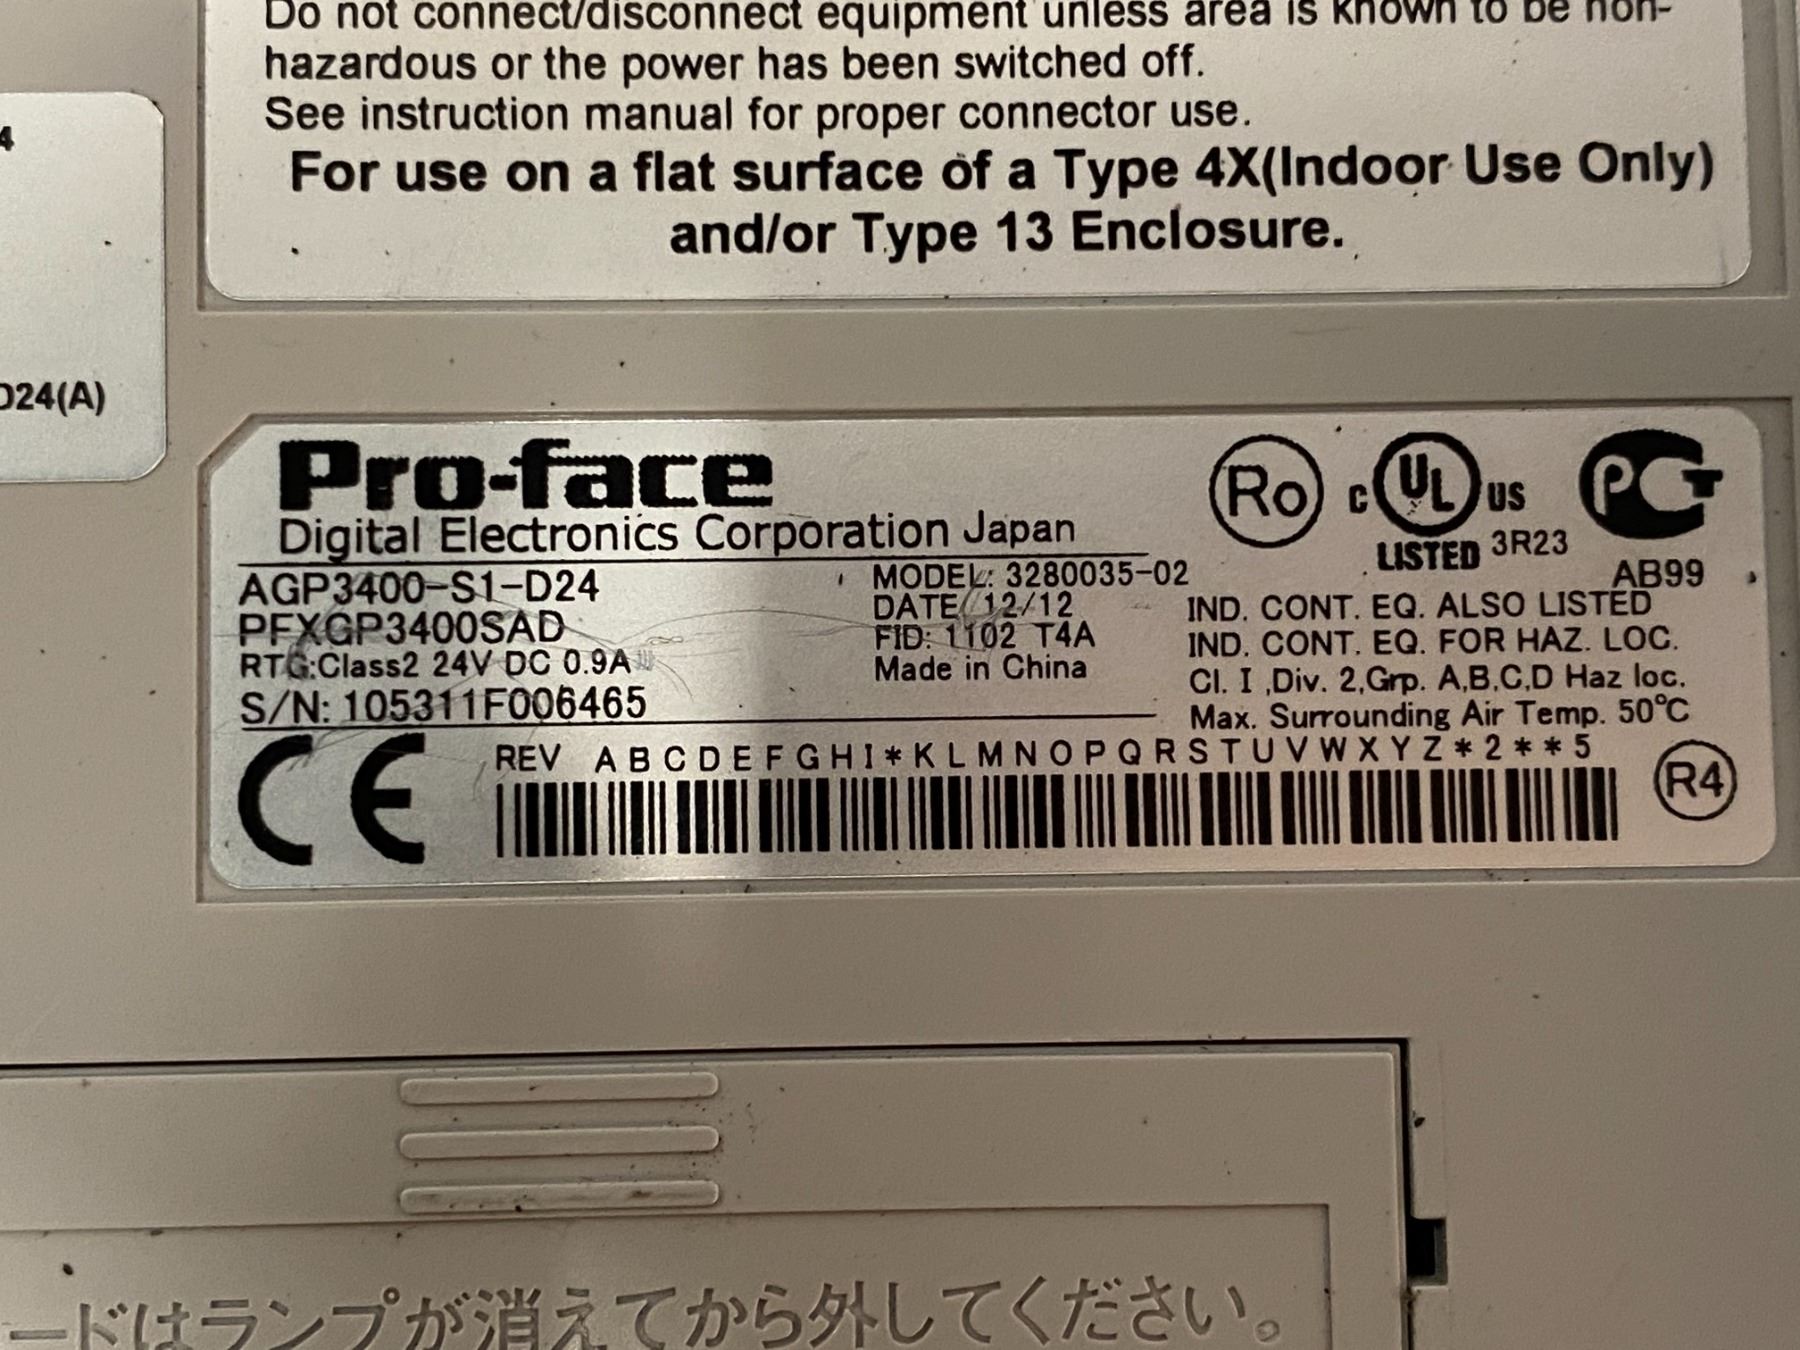 Do not connect/disconnect equipment unless area is known to be non-
hazardous or the power has been switched off.
See instruction manual for proper connector use.
For use on a flat surface of a Type 4X(Indoor Use Only)
and/or Type 13 Enclosure.
4
D24(A)
Pro-face
Digital Electronics Corporation Japan
Ro
C UL US
LISTED 3R23
PCT
AB99
AGP3400-S1-D24
PFXGP3400SAD
RTG:Class2 24V DC 0.9A
S/N: 105311F006465
MODEL: 3280035-02
DATE 12/12
FID: 1102 T4A
Made in China
IND. CONT. EQ. ALSO LISTED
IND. CONT. EQ. FOR HAZ. LOC.
Cl. I ,Div. 2,Grp. A,B,C,D Haz loc.
Max. Surrounding Air Temp. 50℃
CE
REV A B C D E F G H I * K L M N O P Q R S T U V W X Y Z * 2 * * 5
R4
ードはランプが消えてから外してください。